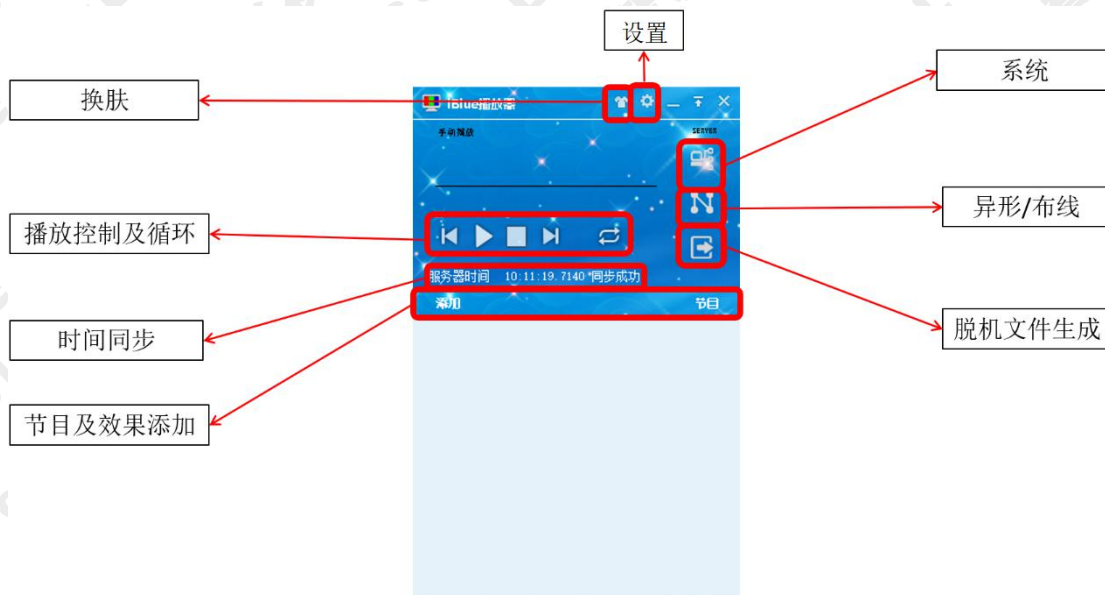 设置
系统
换肤
iBlue播放器
手动播放
SERVER
异形/布线
播放控制及循环
服务器时间 10:11:19.7140 *同步成功
添加 节目
时间同步
脱机文件生成
节目及效果添加